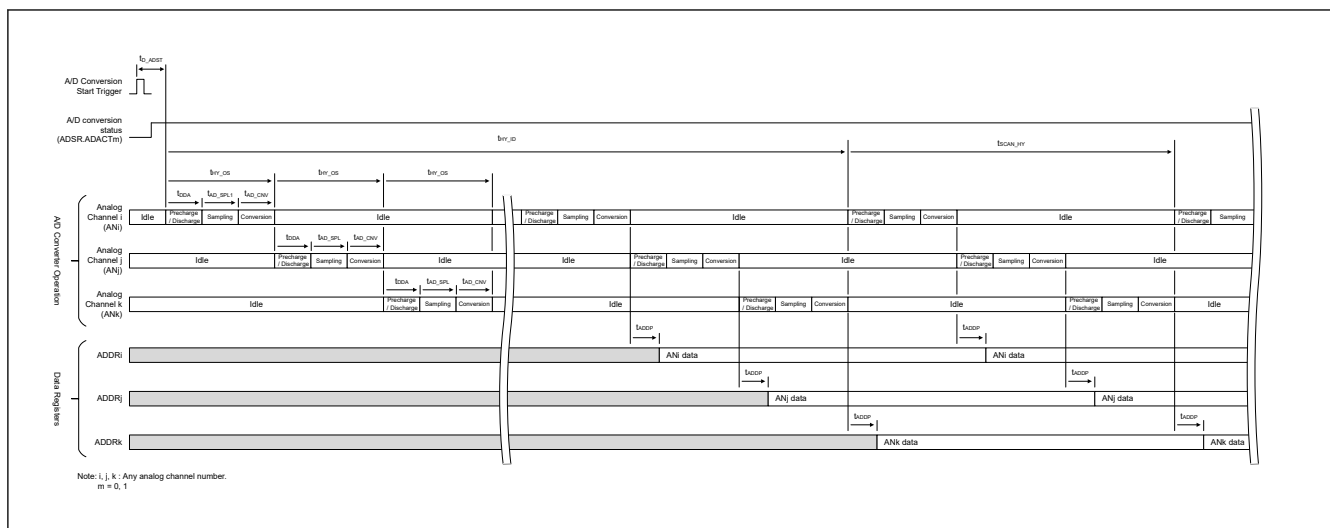 tD_ADST
A/D Conversion
Start Trigger
A/D conversion
status
(ADSR.ADACTm)
tHY_ID
tSCAN_HY
tHY_OS
tHY_OS
tHY_OS
tDDA
tAD_SPL1
tAD_CNV
A/D Converter Operation
Analog
Channel i
(ANi)
Idle
Precharge
/ Discharge
Sampling
Conversion
Idle
Precharge
/ Discharge
Sampling
Conversion
Idle
Precharge
/ Discharge
Sampling
Conversion
Idle
Precharge
/ Discharge
Sampling
tDDA
tAD_SPL
tAD_CNV
Analog
Channel j
(ANj)
Idle
Precharge
/ Discharge
Sampling
Conversion
Idle
Idle
Precharge
/ Discharge
Sampling
Conversion
Idle
Precharge
/ Discharge
Sampling
Conversion
Idle
tDDA
tAD_SPL
tAD_CNV
Analog
Channel k
(ANk)
Idle
Precharge
/ Discharge
Sampling
Conversion
Idle
Precharge
/ Discharge
Sampling
Conversion
Idle
Precharge
/ Discharge
Sampling
Conversion
Idle
Data Registers
tADDP
tADDP
ADDRi
ANi data
ANi data
tADDP
tADDP
ADDRj
ANj data
ANj data
tADDP
tADDP
ADDRk
ANk data
ANk data
Note: i, j, k : Any analog channel number.
m = 0, 1